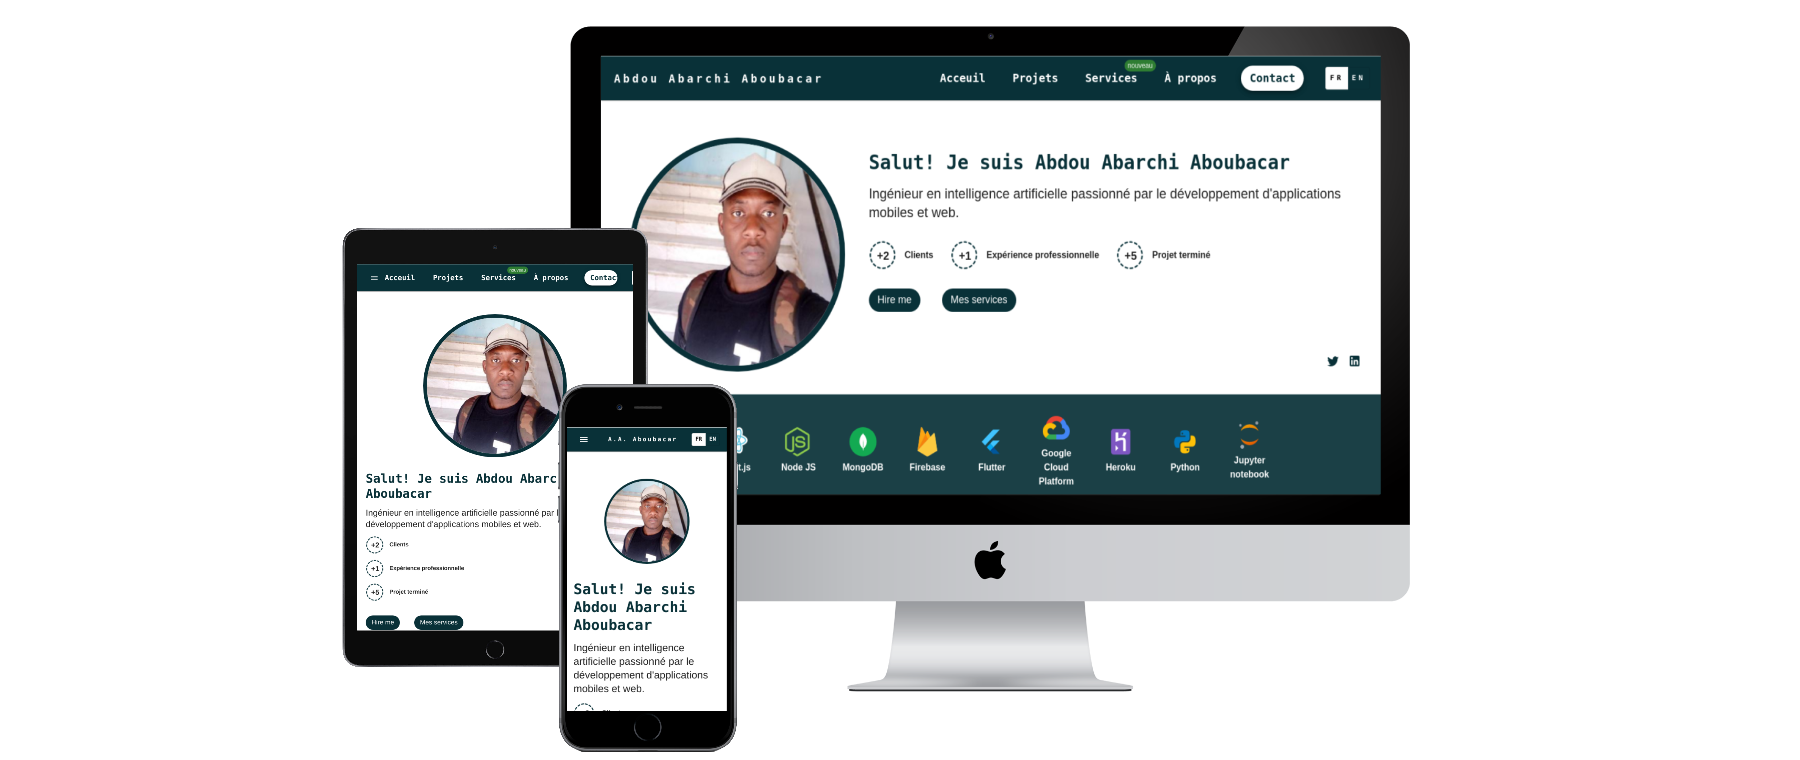 Abdou Abarchi Aboubacar
Acceuil Projets Services nouveau À propos Contact FR EN
Salut! Je suis Abdou Abarchi Aboubacar
Ingénieur en intelligence artificielle passionné par le développement d'applications
mobiles et web.
+2 Clients +1 Expérience professionnelle +5 Projet terminé
Hire me Mes services
t.js Node JS MongoDB Firebase Flutter Google Cloud Platform Heroku Python Jupyter notebook
Acceuil Projets Services nouveau À propos Contac
Salut! Je suis Abdou Abarc
Aboubacar
Ingénieur en intelligence artificielle passionné par l
développement d'applications mobiles et web.
+2 Clients
+1 Expérience professionnelle
+5 Projet terminé
Hire me Mes services
A.A. Aboubacar FR EN
Salut! Je suis
Abdou Abarchi
Aboubacar
Ingénieur en intelligence
artificielle passionné par le
développement d'applications
mobiles et web.